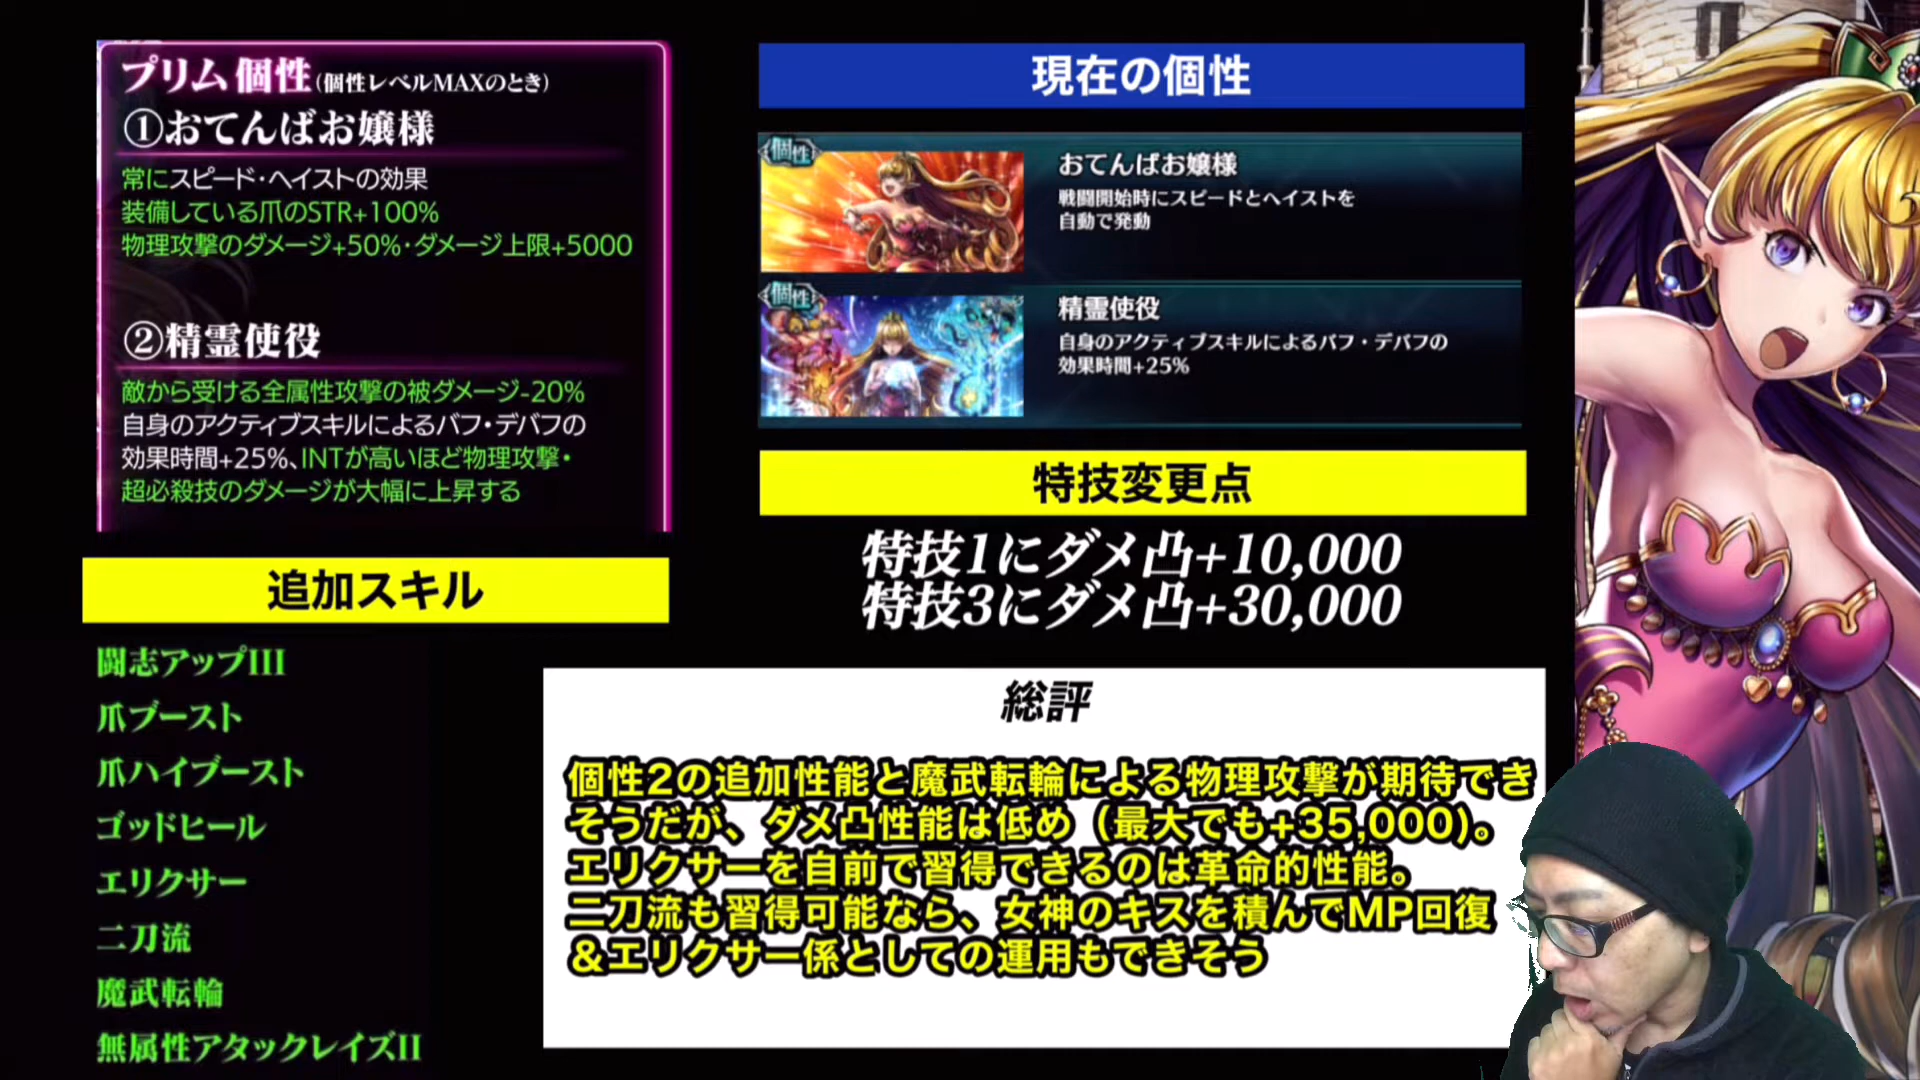 プリム 個性(個性レベルMAXのとき)
①おてんばお嬢様
常にスピード・ヘイストの効果
装備している爪のSTR+100%
物理攻撃のダメージ+50%・ダメージ上限+5000
②精霊使役
敵から受ける全属性攻撃の被ダメージ-20%
自身のアクティブスキルによるバフ・デバフの
効果時間+25%、INTが高いほど物理攻撃・
超必殺技のダメージが大幅に上昇する
追加スキル
闘志アップIII
爪ブースト
爪ハイブースト
ゴッドヒール
エリクサー
二刀流
魔武転輪
無属性アタックレイズII
現在の個性
個性
おてんばお嬢様
戦闘開始時にスピードとヘイストを
自動で発動
個性
精霊使役
自身のアクティブスキルによるバフ・デバフの
効果時間+25%
特技変更点
特技1にダメ凸+10,000
特技3にダメ凸+30,000
総評
個性2の追加性能と魔武転輪による物理攻撃が期待でき
そうだが、ダメ凸性能は低め（最大でも+35,000)。
エリクサーを自前で習得できるのは革命的性能。
二刀流も習得可能なら、女神のキスを積んでMP回復
&エリクサー係としての運用もできそう